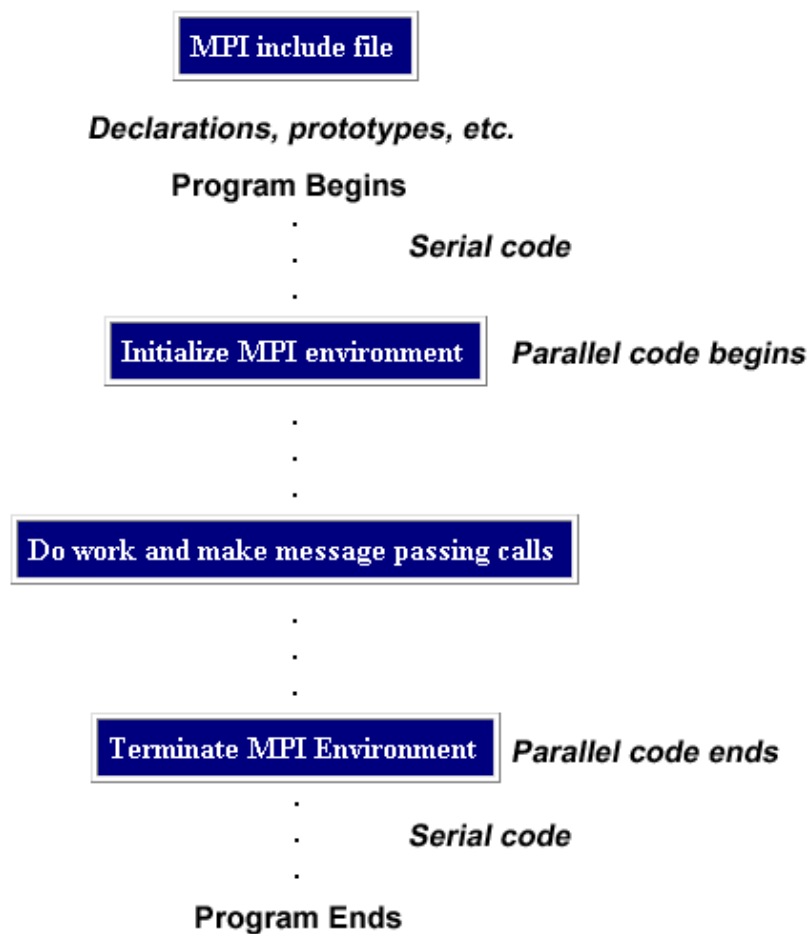 MPI include file
Declarations, prototypes, etc.
Program Begins
.
. Serial code
.
Initialize MPI environment Parallel code begins
.
.
.
Do work and make message passing calls
.
.
.
Terminate MPI Environment Parallel code ends
.
. Serial code
.
Program Ends